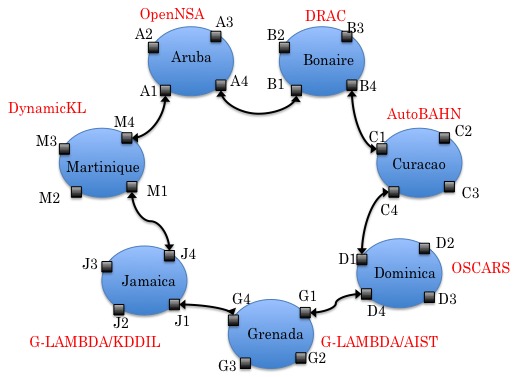 OpenNSA
DRAC
A2
A3
Aruba
A1
A4
B2
B3
Bonaire
B1
B4
DynamicKL
AutoBAHN
M4
M3
Martinique
M2
M1
C1
C2
Curacao
C3
C4
J3
J4
Jamaica
J2
J1
D1
D2
Dominica
D4
D3
OSCARS
G4
G1
Grenada
G3
G2
G-LAMBDA/KDDIL
G-LAMBDA/AIST